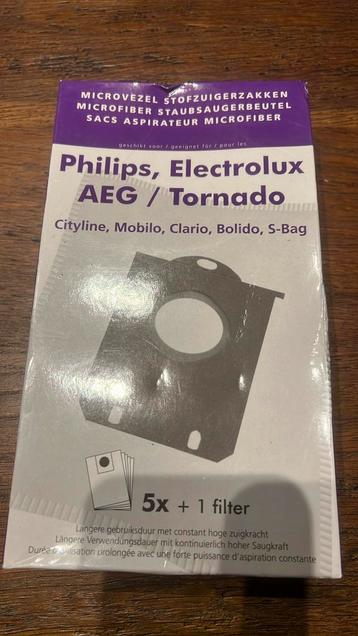 MICROVEZEL STOFZUIGERZAKKEN
MICROFIBER STAUBSAUGERBEUTEL
SACS ASPIRATEUR MICROFIBER
geschikt voor / geeignet für / pour les
Philips, Electrolux
AEG / Tornado
Cityline, Mobilo, Clario, Bolido, S-Bag
5x + 1 filter
Langere gebruiksduur met constant hoge zuigkracht
Längere Verwendungsdauer mit kontinuierlich hoher Saugkraft
Durée d'utilisation prolongée avec une forte puissance d'aspiration constante